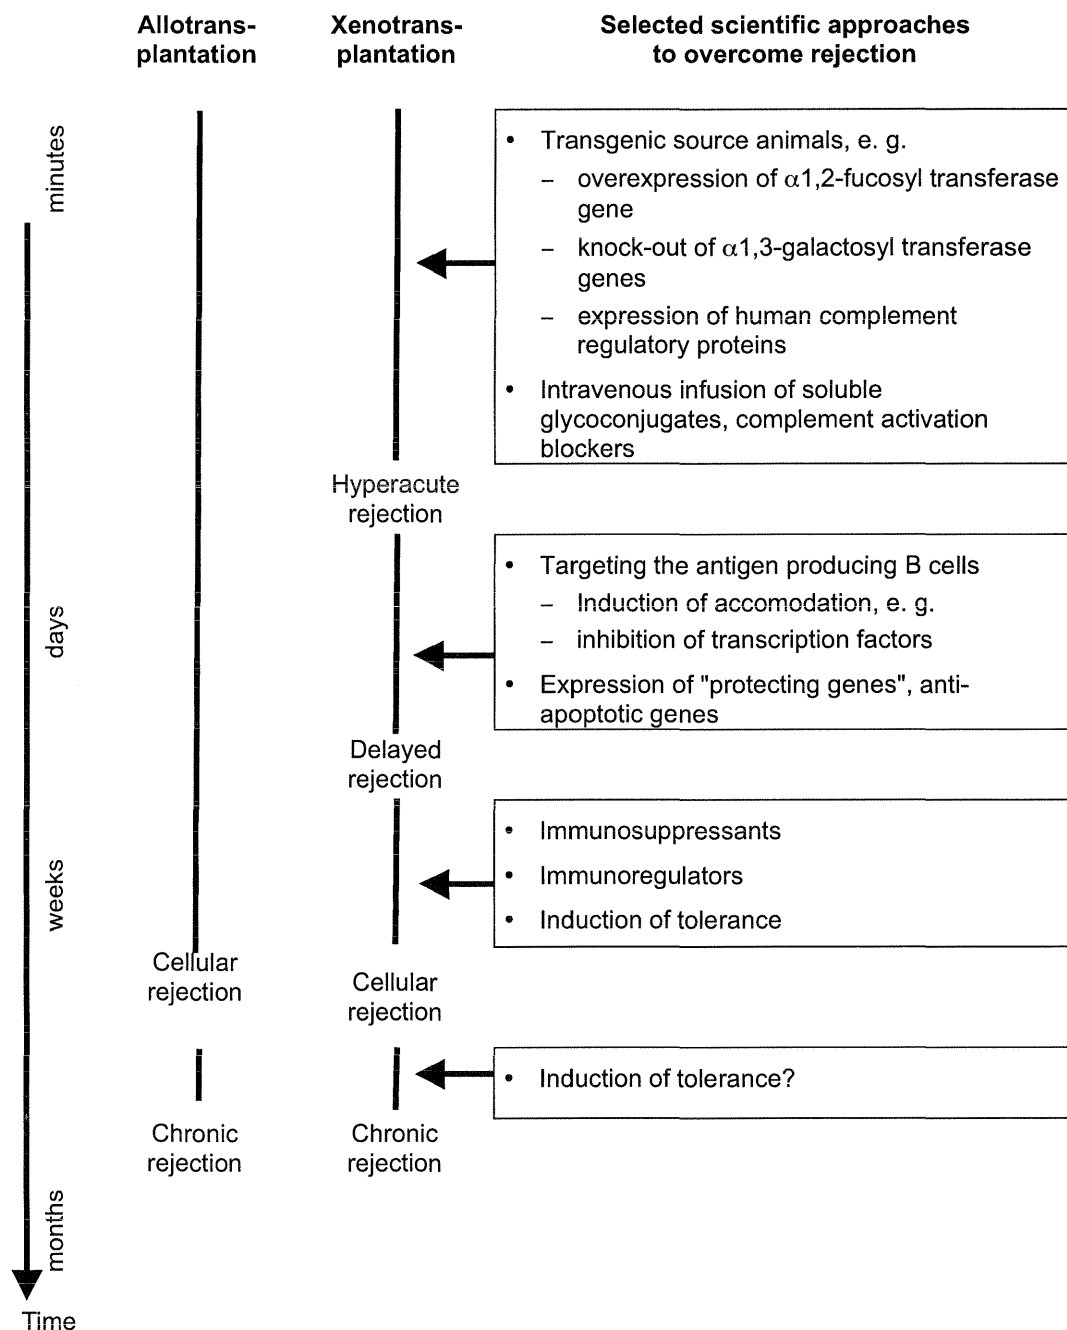 Allotrans-
plantation
Xenotrans-
plantation
Selected scientific approaches
to overcome rejection
minutes
days
weeks
months
Time
• Transgenic source animals, e. g.
– overexpression of α1,2-fucosyl transferase
gene
– knock-out of α1,3-galactosyl transferase
genes
– expression of human complement
regulatory proteins
• Intravenous infusion of soluble
glycoconjugates, complement activation
blockers
Hyperacute
rejection
• Targeting the antigen producing B cells
– Induction of accomodation, e. g.
– inhibition of transcription factors
• Expression of "protecting genes", anti-
apoptotic genes
Delayed
rejection
• Immunosuppressants
• Immunoregulators
• Induction of tolerance
Cellular
rejection
Cellular
rejection
• Induction of tolerance?
Chronic
rejection
Chronic
rejection